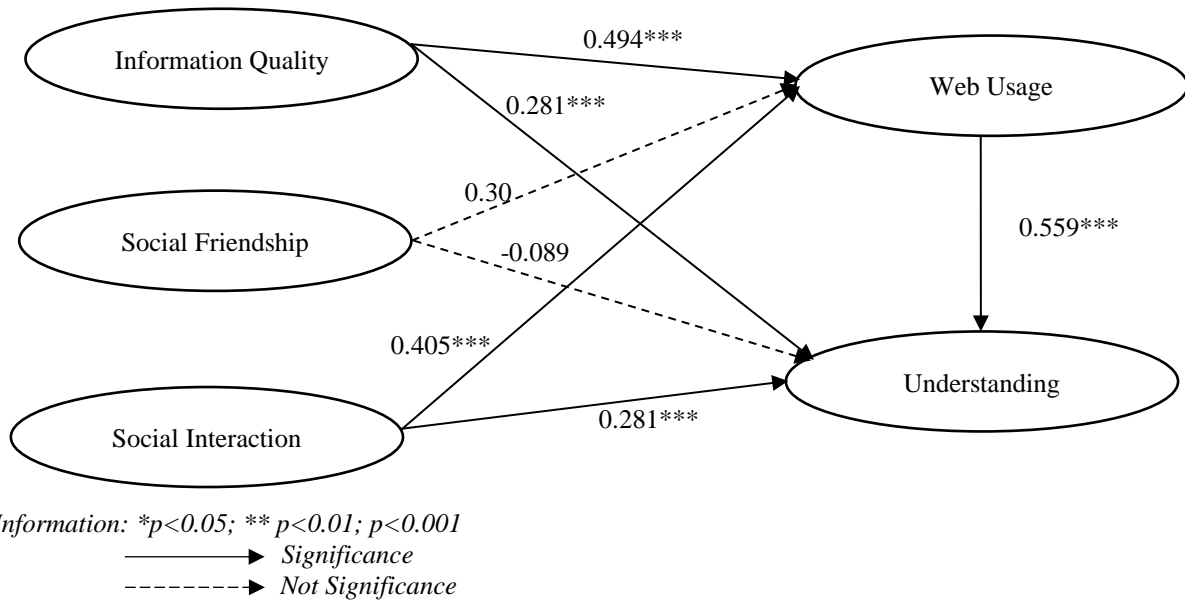 0.494***
Information Quality
Web Usage
0.281***
0.30
Social Friendship
0.559***
-0.089
0.405***
Understanding
0.281***
Social Interaction
Information: *p<0.05; ** p<0.01; p<0.001
Significance
Not Significance